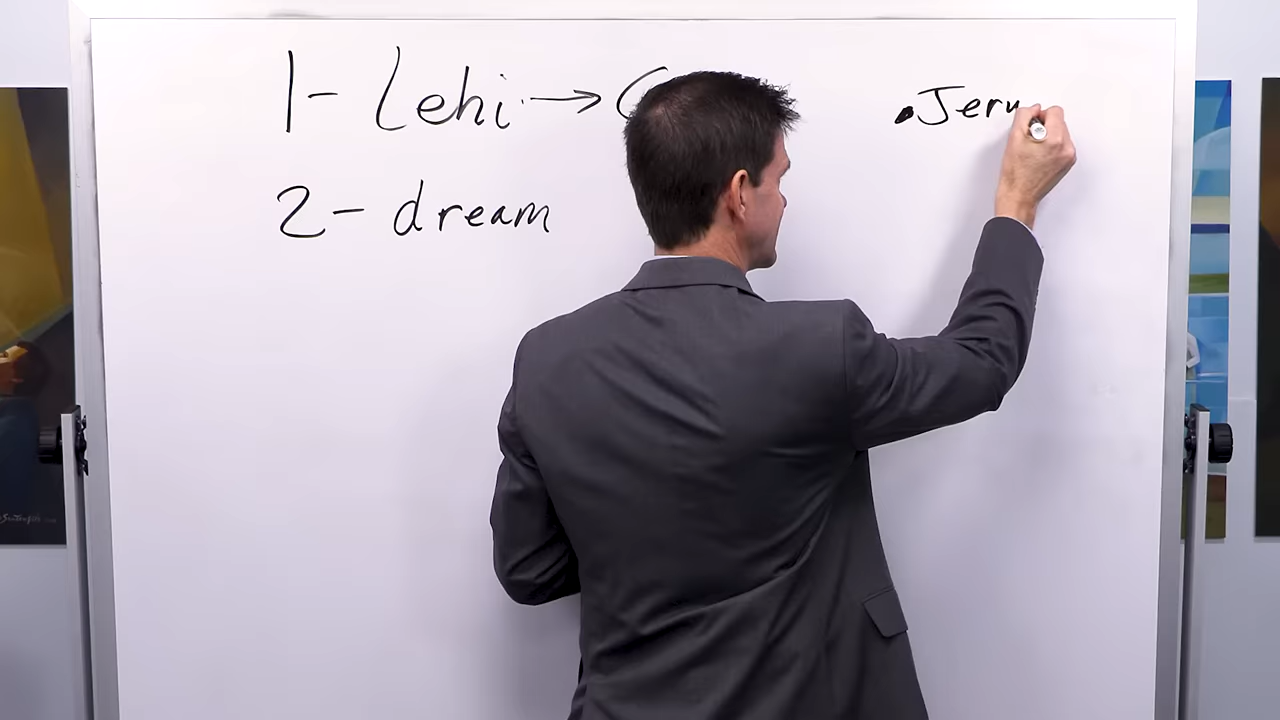 1- Lehi → C
.Jeru
2- dream